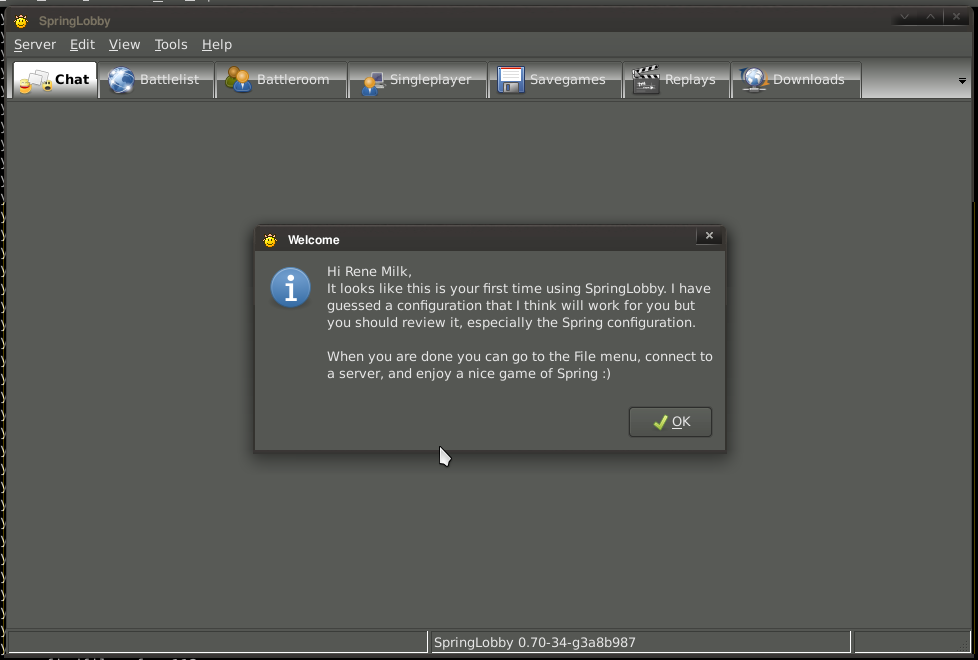 SpringLobby
Server Edit View Tools Help
Chat Battlelist Battleroom Singleplayer Savegames Replays Downloads
Welcome
Hi Rene Milk,
It looks like this is your first time using SpringLobby. I have
guessed a configuration that I think will work for you but
you should review it, especially the Spring configuration.
When you are done you can go to the File menu, connect to
a server, and enjoy a nice game of Spring :)
OK
SpringLobby 0.70-34-g3a8b987